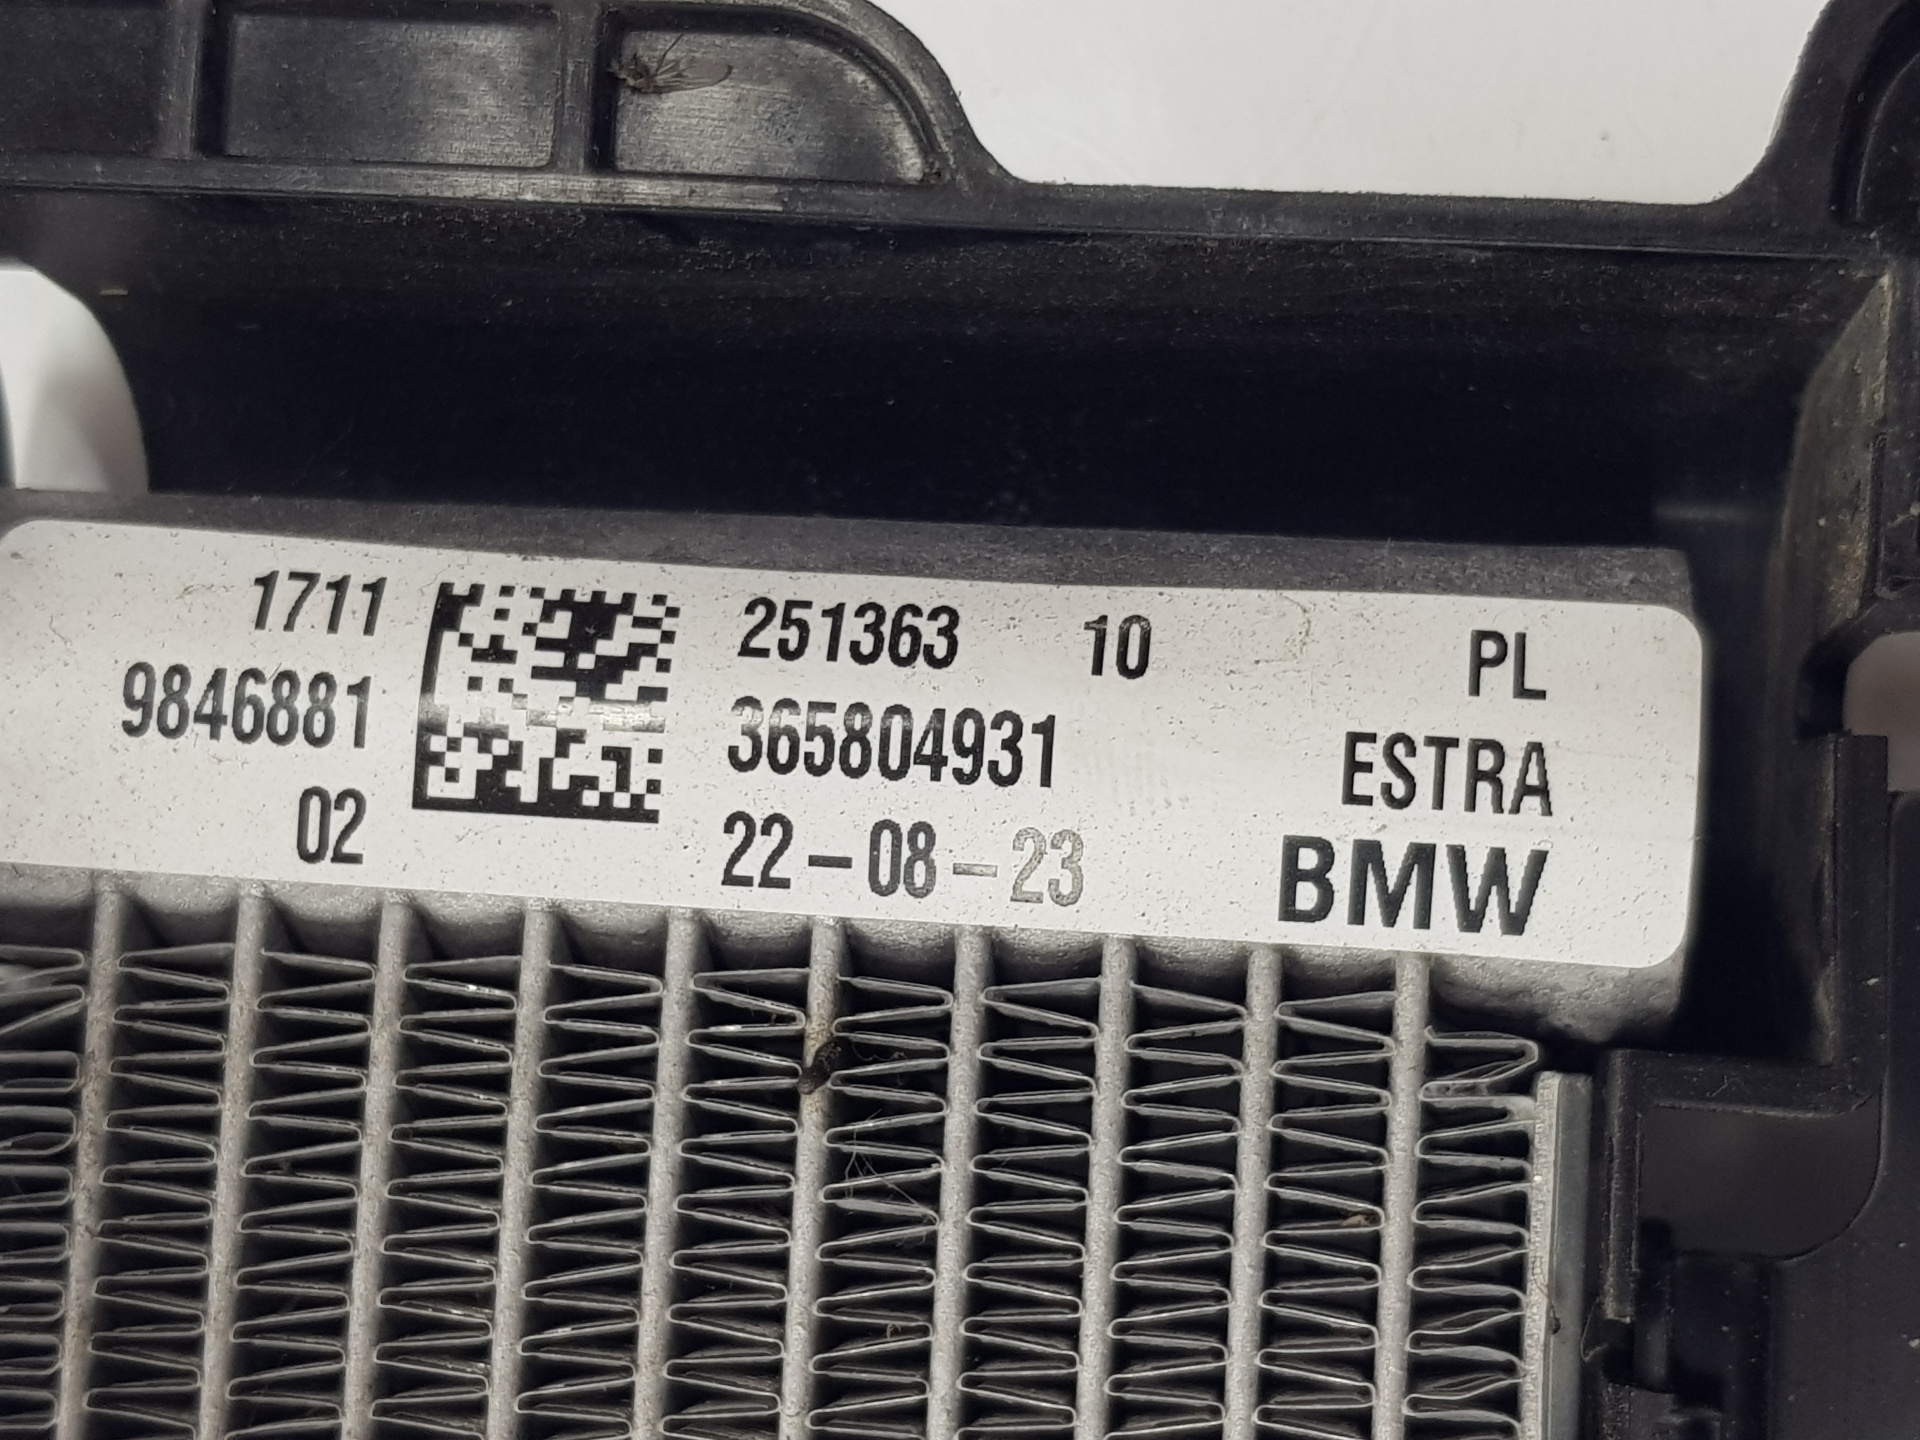 1711 251363 10 PL
9846881 365804931 ESTRA
02 22-08-23 BMW